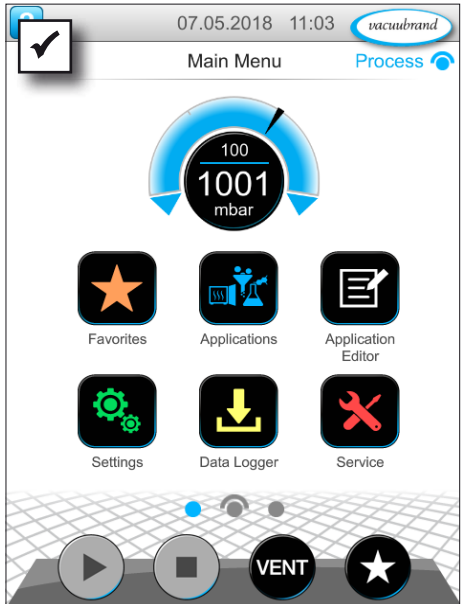 07.05.2018 11:03
vacuubrand
Main Menu
Process
100
1001
mbar
Favorites
Applications
Application
Editor
Settings
Data Logger
Service
VENT